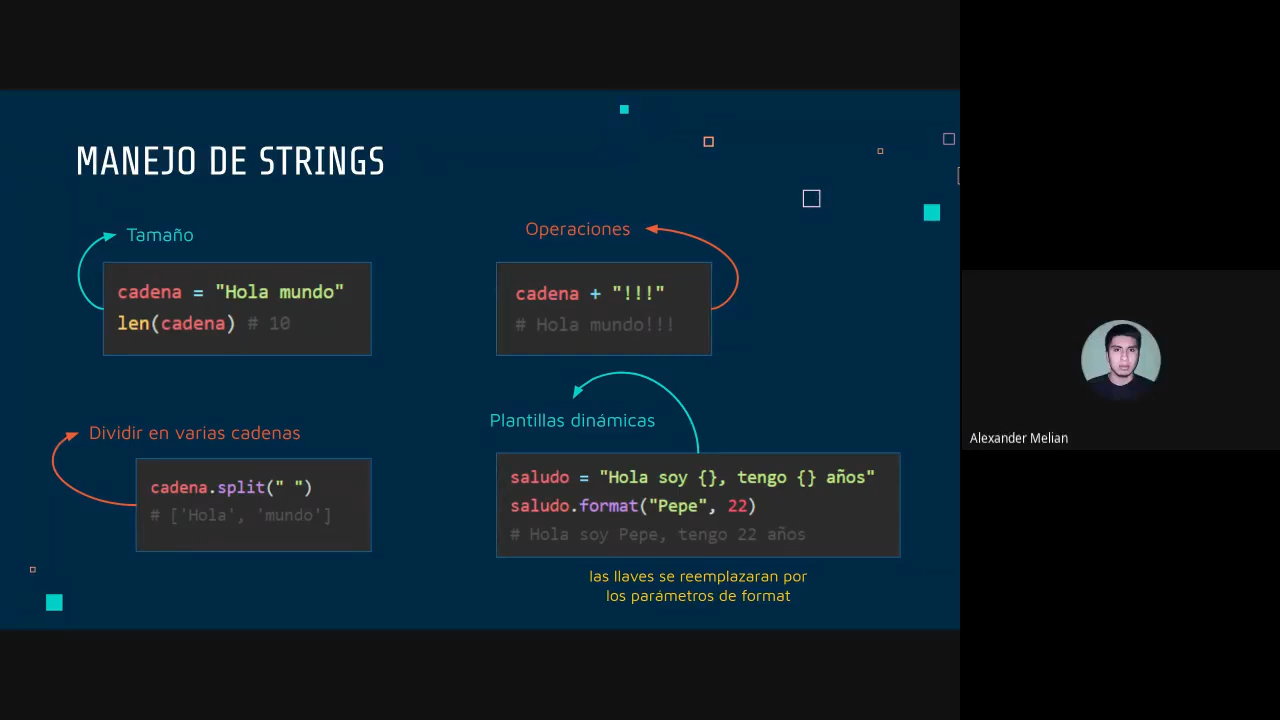 MANEJO DE STRINGS
Tamaño
cadena = "Hola mundo"
len(cadena) # 10
Operaciones
cadena + "!!!"
# Hola mundo!!!
Dividir en varias cadenas
cadena.split(" ")
# ['Hola', 'mundo']
Plantillas dinámicas
saludo = "Hola soy {}, tengo {} años"
saludo.format("Pepe", 22)
# Hola soy Pepe, tengo 22 años
las llaves se reemplazaran por
los parámetros de format
Alexander Melian